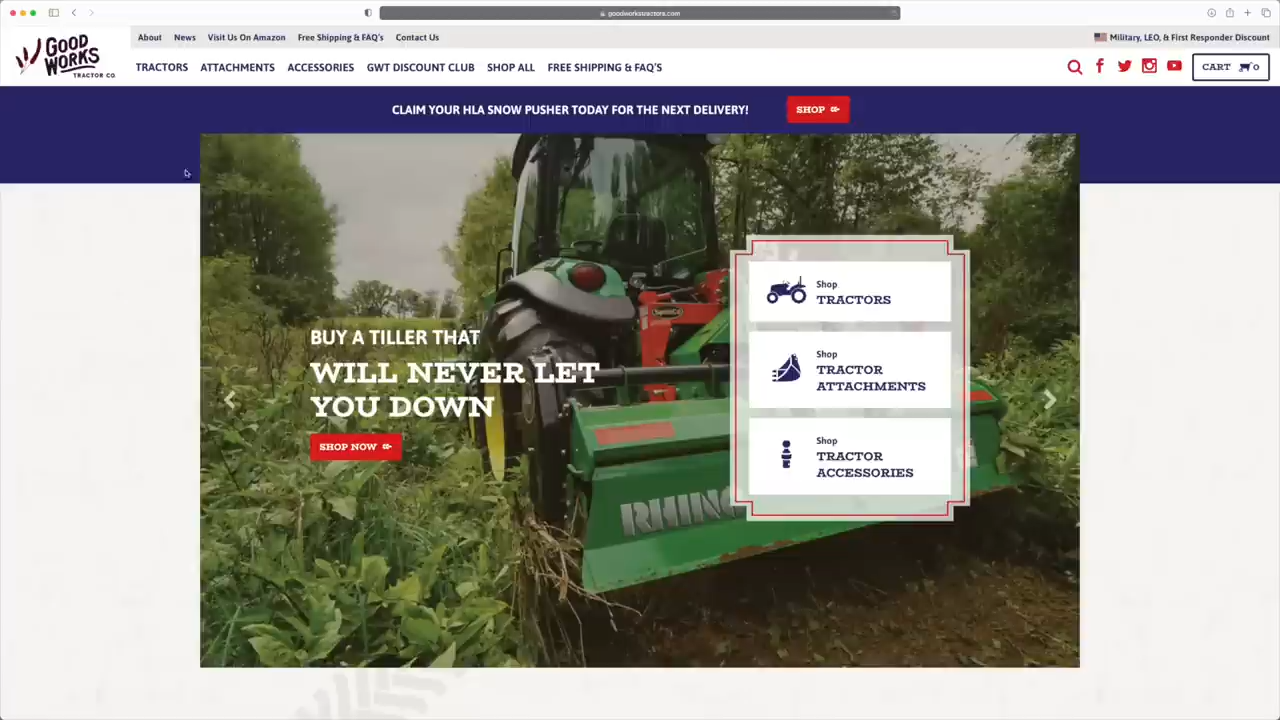 goodworkstractors.com
GOOD
WORKS
TRACTOR CO.
About
News
Visit Us On Amazon
Free Shipping & FAQ's
Contact Us
Military, LEO, & First Responder Discount
TRACTORS
ATTACHMENTS
ACCESSORIES
GWT DISCOUNT CLUB
SHOP ALL
FREE SHIPPING & FAQ'S
CART 0
CLAIM YOUR HLA SNOW PUSHER TODAY FOR THE NEXT DELIVERY!
SHOP
BUY A TILLER THAT
WILL NEVER LET
YOU DOWN
SHOP NOW
Shop
TRACTORS
Shop
TRACTOR
ATTACHMENTS
Shop
TRACTOR
ACCESSORIES
RHINO